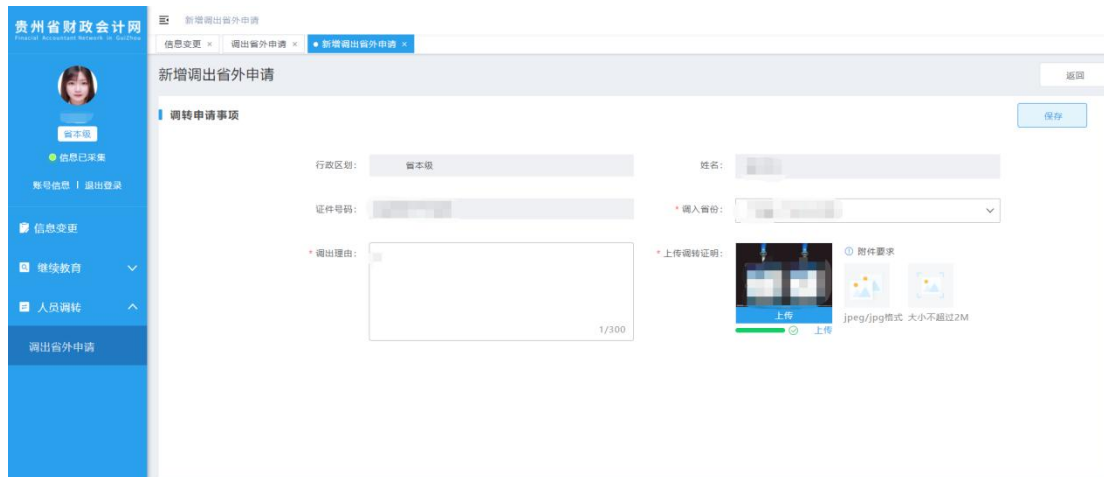 贵州省财政会计网
Financial Accountant Network in GuiZhou
新增调出省外申请
信息变更 ×
调出省外申请 ×
新增调出省外申请 ×
新增调出省外申请
返回
省本级
信息已采集
账号信息 | 退出登录
信息变更
继续教育
人员调转
调出省外申请
调转申请事项
保存
行政区划: 省本级
姓名:
证件号码:
* 调入省份:
* 调出理由:
1/300
* 上传调转证明:
上传
上传
附件要求
jpeg/jpg格式 大小不超过2M